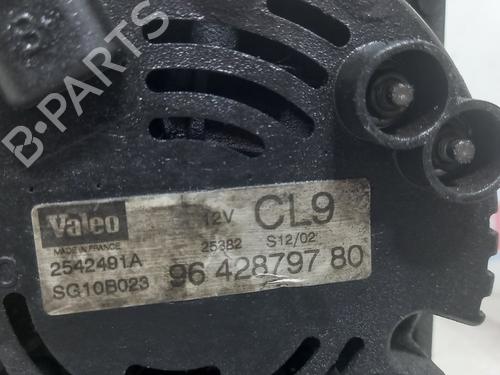 B-PARTS
Valeo 12V CL9
MADE IN FRANCE 25382 S12/02
2542491A
SG10B023 96 428797 80